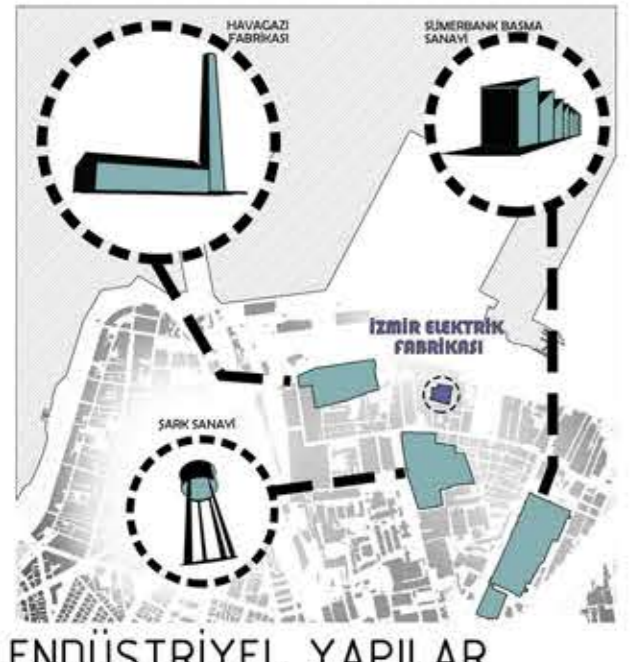 HAVAGAZI
FABRİKASI
SÜMERBANK BASMA
SANAYİ
İZMİR ELEKTRİK
FABRİKASI
ŞARK SANAYİ
ENDÜSTRİYEL YAPILAR